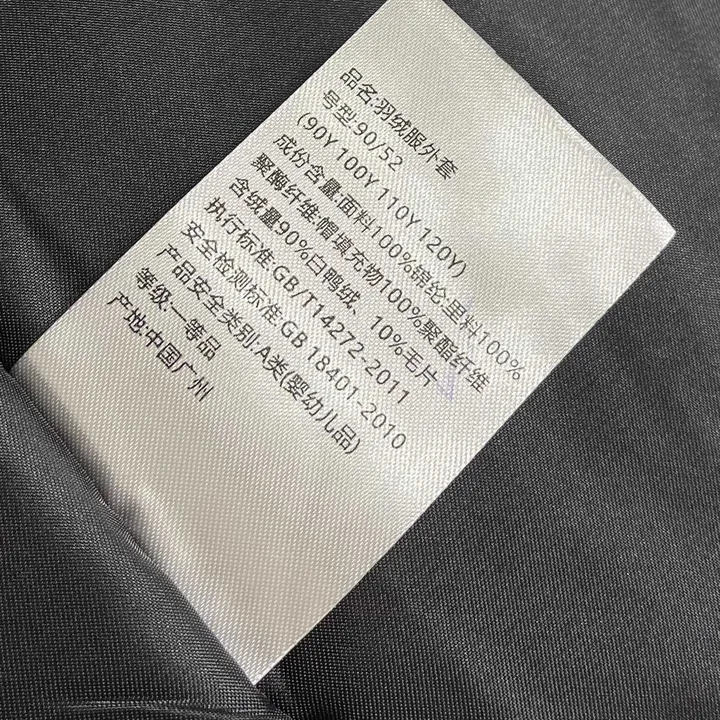 品名:羽绒服外套
号型:90/52
(90Y 100Y 110Y 120Y)
成份含量:面料100%锦纶:里料100%
聚酯纤维:帽填充物100%聚酯纤维
含绒量90%白鸭绒、10%毛片
执行标准:GB/T14272-2011
安全检测标准:GB 18401-2010
产品安全类别:A类(婴幼儿品)
等级:一等品
产地:中国广州